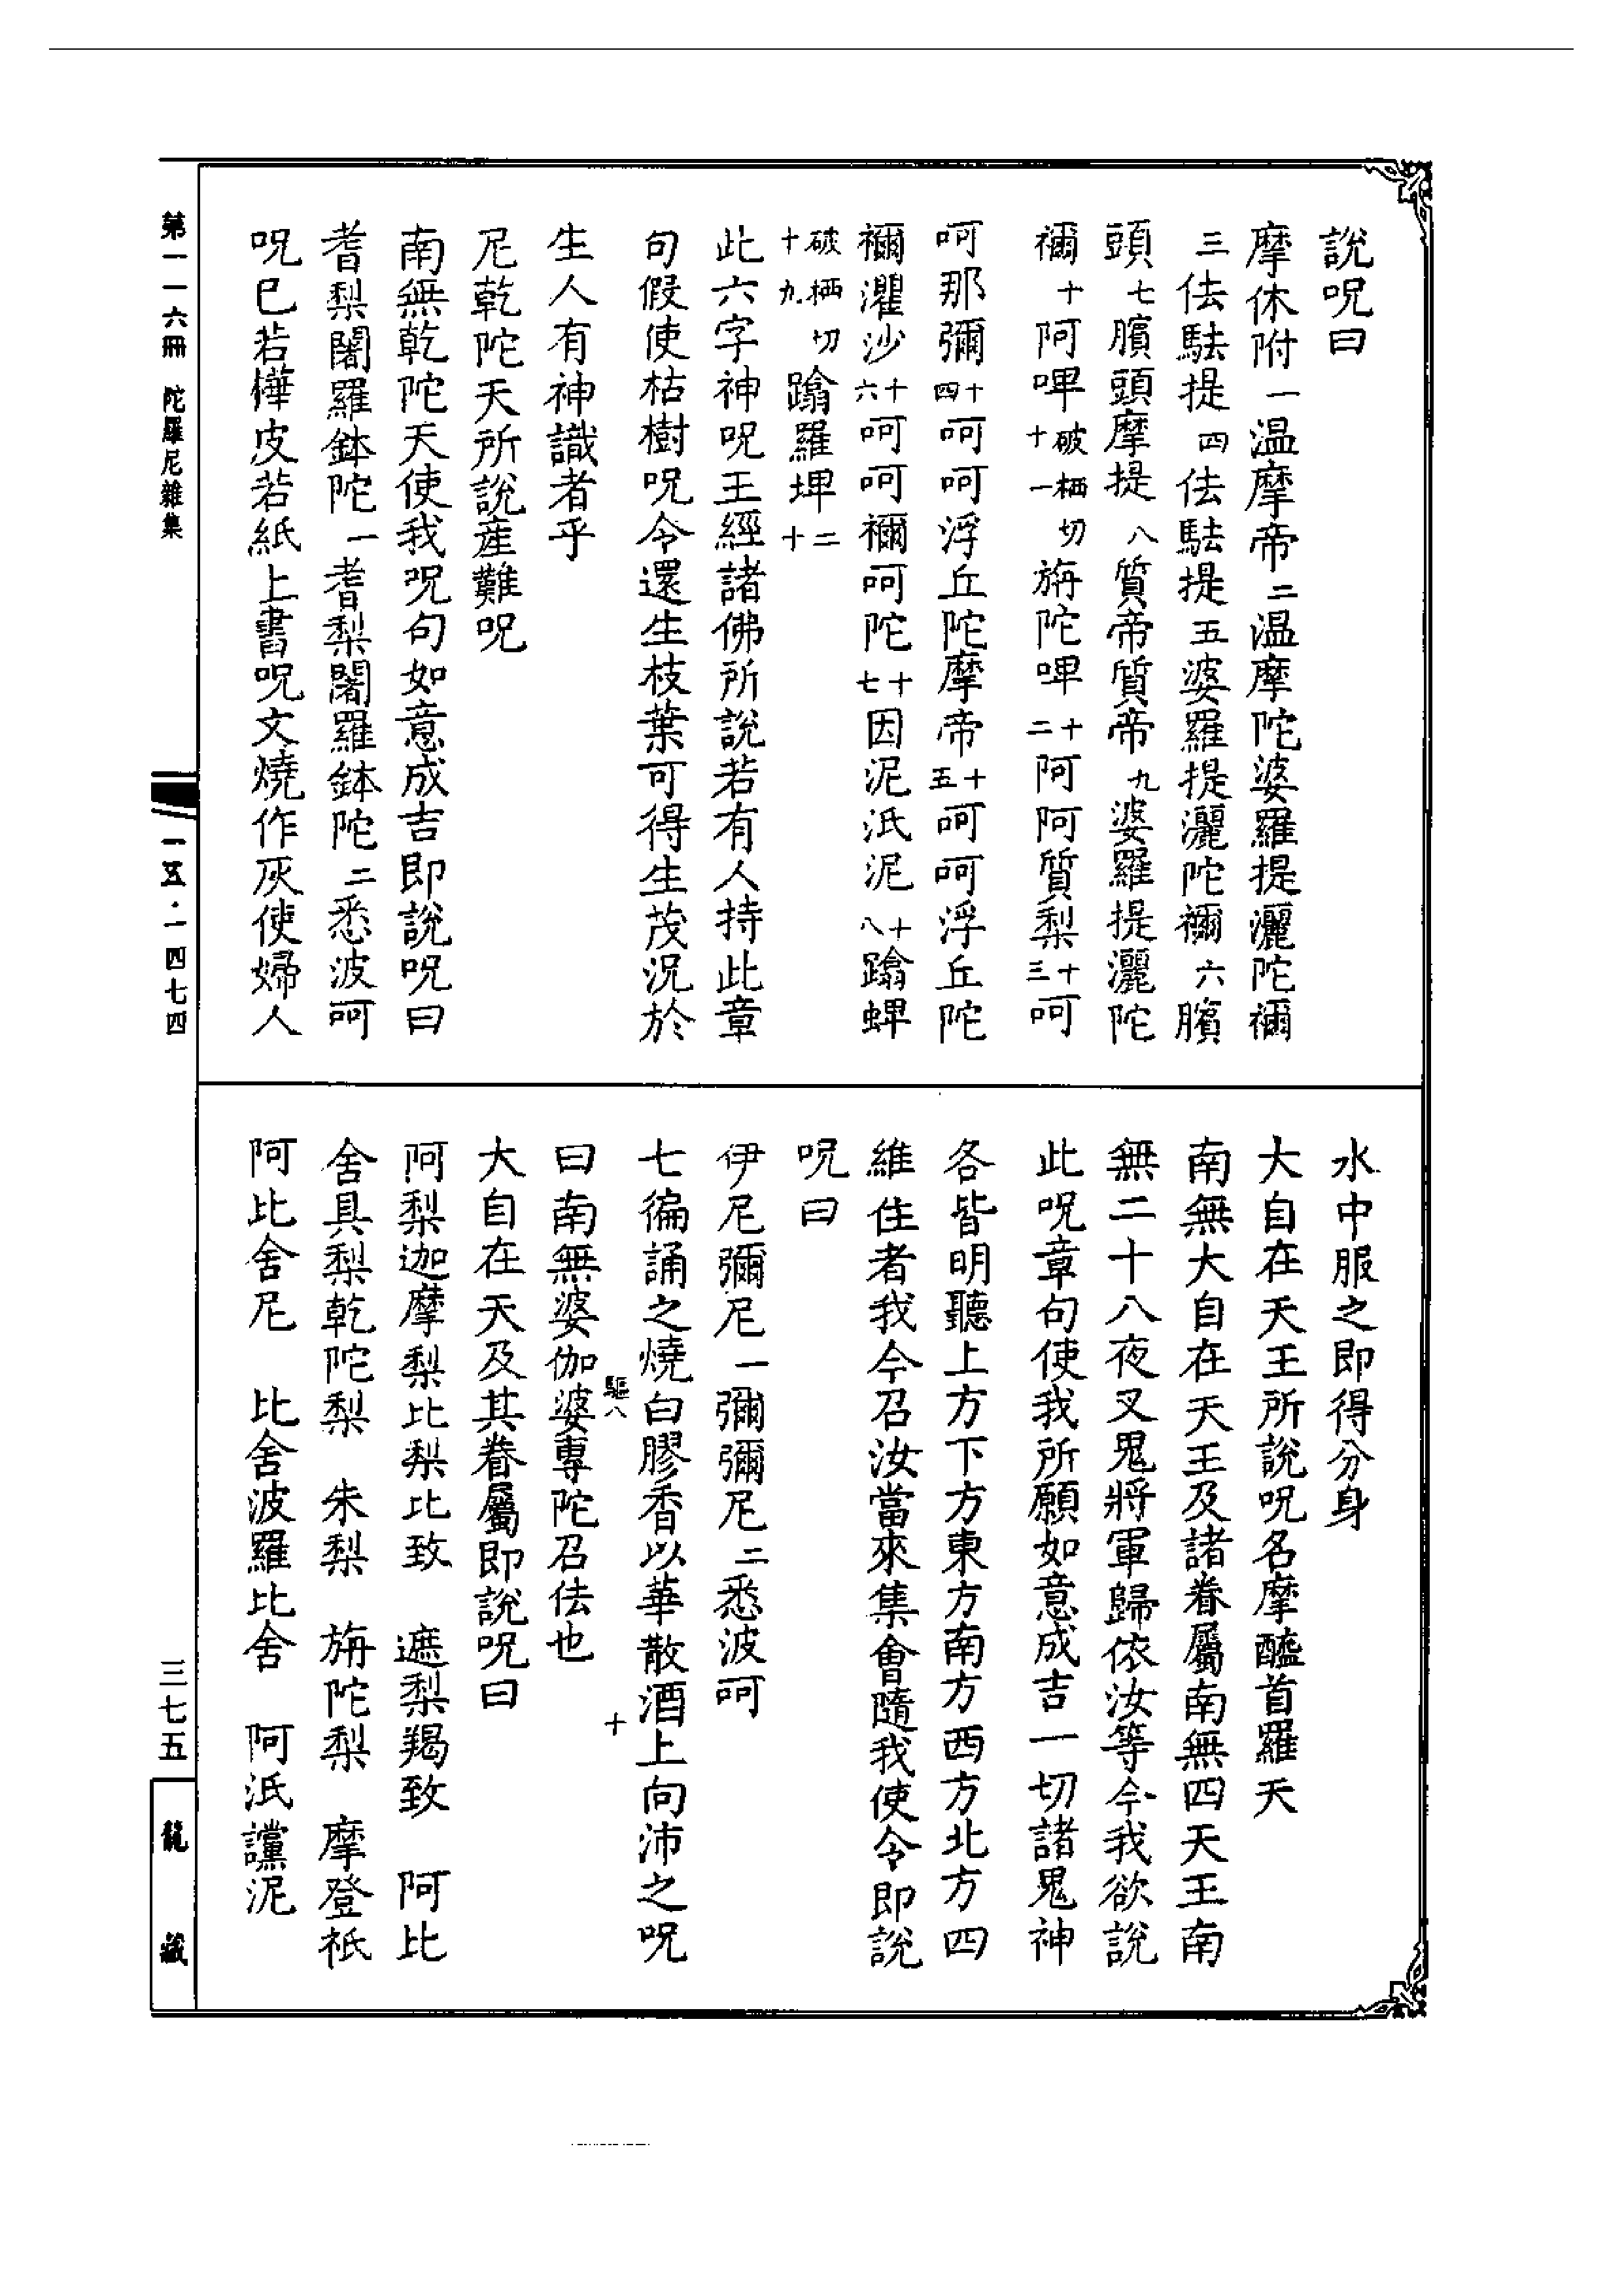 說呪曰
摩休附一温摩帝二温摩陀婆羅提灑陀禰
三佉駄提四佉駄提五婆羅提灑陀禰六臏
頭七臏頭摩提八質帝質帝九婆羅提灑陀
禰十阿啤破栖切十一旃陀啤十二阿阿質梨十三呵
呵那彌十四呵呵浮丘陀摩帝十五呵呵浮丘陀
禰灈沙十六呵呵禰呵陀十七因泥泜泥十八蹹蜱
破栖切十九蹹羅埤二十
此六字神呪王經諸佛所說若有人持此章
句假使枯樹呪令還生枝葉可得生茂況於
生人有神識者乎
尼乾陀天所說產難呪
南無乾陀天使我呪句如意成吉即說呪曰
耆梨闍羅鉢陀一耆梨闍羅鉢陀二悉波呵
呪已若樺皮若紙上書呪文燒作灰使婦人
水中服之即得分身
大自在天王所說呪名摩醯首羅天
南無大自在天王及諸眷屬南無四天王南
無二十八夜叉鬼將軍歸依汝等今我欲說
此呪章句使我所願如意成吉一切諸鬼神
各皆明聽上方下方東方南方西方北方四
維住者我今召汝當來集會隨我使令即說
呪曰
伊尼彌尼一彌彌尼二悉波呵
七徧誦之燒白膠香以華散酒上向沛之呪
驅八 十
曰南無婆伽婆專陀召佉也
大自在天及其眷屬即說呪曰
阿梨迦摩梨比梨比致 遮梨羯致 阿比
舍具梨乾陀梨 朱梨 旃陀梨 摩登祇
阿比舍尼 比舍波羅比舍 阿泜讜泥
第一一六冊 陀羅尼雜集
一五·一四七四
三七五
龍藏